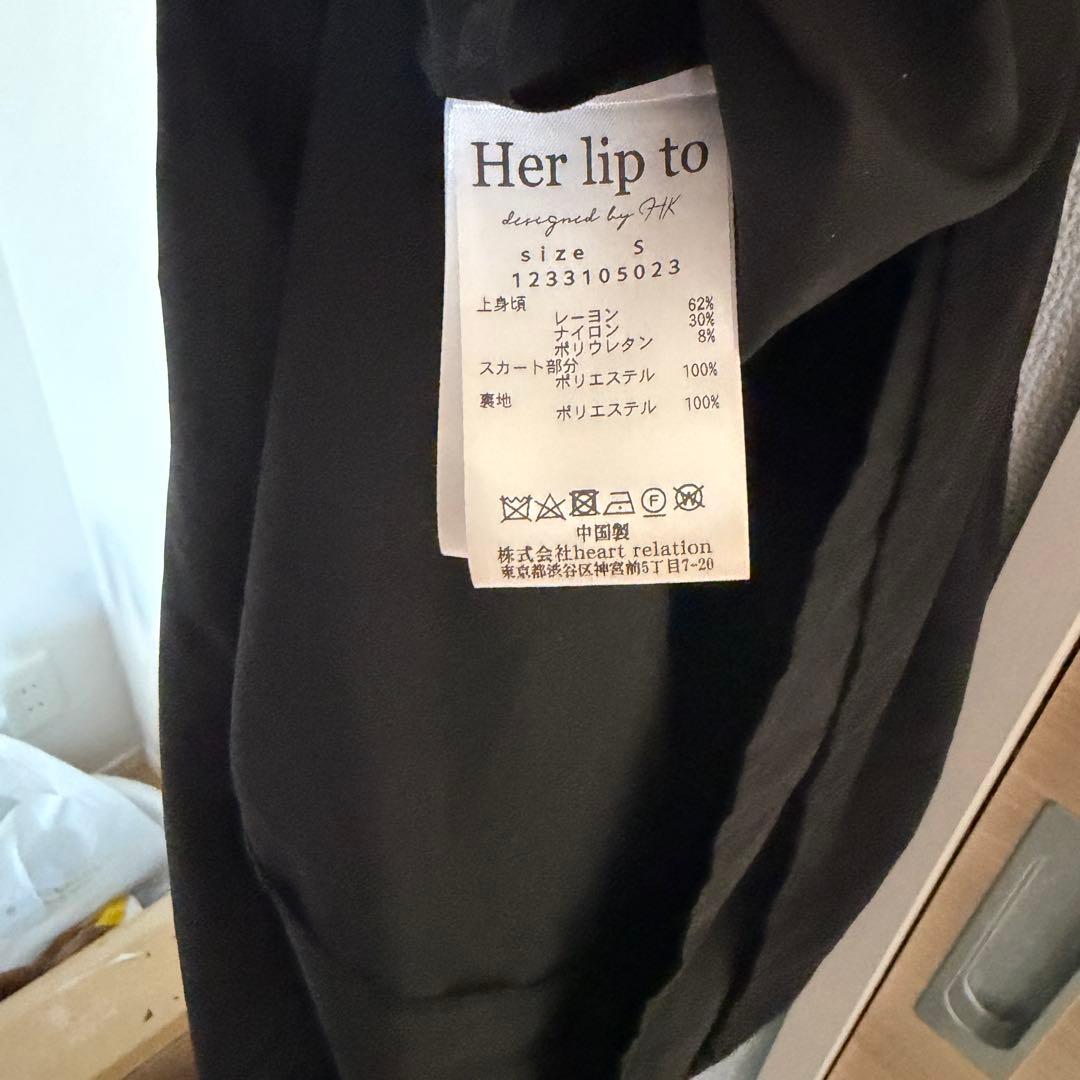 Her lip to
designed by HK
size S
1233105023
上身頃
レーヨン 62%
ナイロン 30%
ポリウレタン 8%
スカート部分
ポリエステル 100%
裏地
ポリエステル 100%
F W
中国製
株式会社heart relation
東京都渋谷区神宮前5丁目7-20